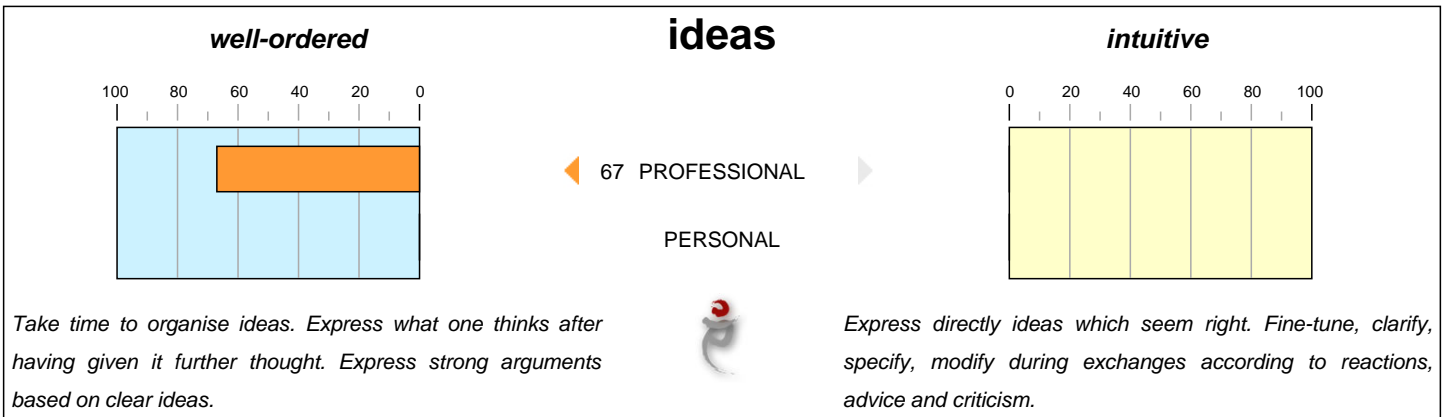 well-ordered
ideas
intuitive
100 80 60 40 20 0
0 20 40 60 80 100
67 PROFESSIONAL
PERSONAL
Take time to organise ideas. Express what one thinks after
having given it further thought. Express strong arguments
based on clear ideas.
Express directly ideas which seem right. Fine-tune, clarify,
specify, modify during exchanges according to reactions,
advice and criticism.